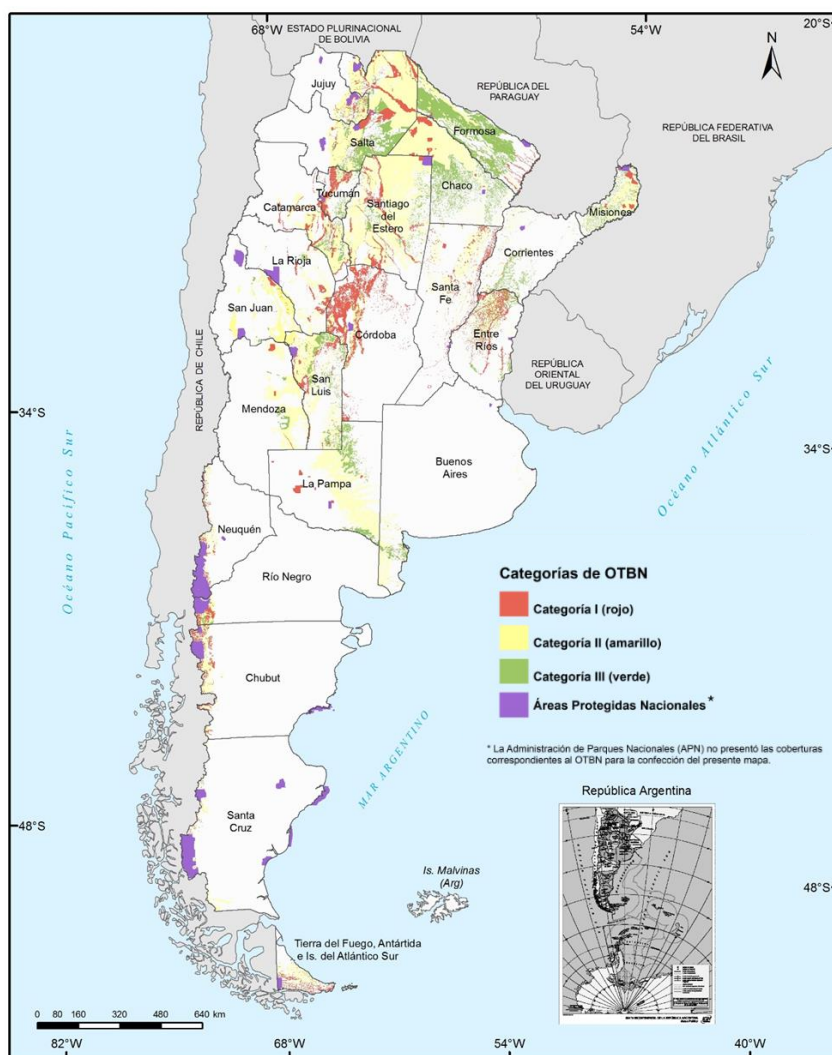 68°W
54°W
20°S
ESTADO PLURINACIONAL
DE BOLIVIA
N
Jujuy
REPÚBLICA DEL
PARAGUAY
REPÚBLICA FEDERATIVA
DEL BRASIL
Salta
Formosa
Chaco
Tucumán
Catamarca
Santiago
del
Estero
Misiones
Corrientes
La Rioja
Santa
Fe
San Juan
Córdoba
Entre
Ríos
REPÚBLICA
ORIENTAL
DEL URUGUAY
REPÚBLICA DE CHILE
San
Luis
Mendoza
34°S
34°S
Océano Atlántico Sur
Océano Pacífico Sur
Buenos
Aires
La Pampa
Neuquén
Río Negro
Chubut
MAR ARGENTINO
Categorías de OTBN
Categoría I (rojo)
Categoría II (amarillo)
Categoría III (verde)
Áreas Protegidas Nacionales *
* La Administración de Parques Nacionales (APN) no presentó las coberturas
correspondientes al OTBN para la confección del presente mapa.
República Argentina
Santa
Cruz
48°S
48°S
Is. Malvinas
(Arg)
Tierra del Fuego, Antártida
e Is. del Atlántico Sur
0 80 160 320 480 640 km
82°W
68°W
54°W
40°W